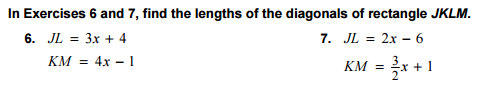 In Exercises 6 and 7, find the lengths of the diagonals of rectangle JKLM.
6. JL = 3x + 4
KM = 4x − 1
7. JL = 2x − 6
KM = 3/2x + 1